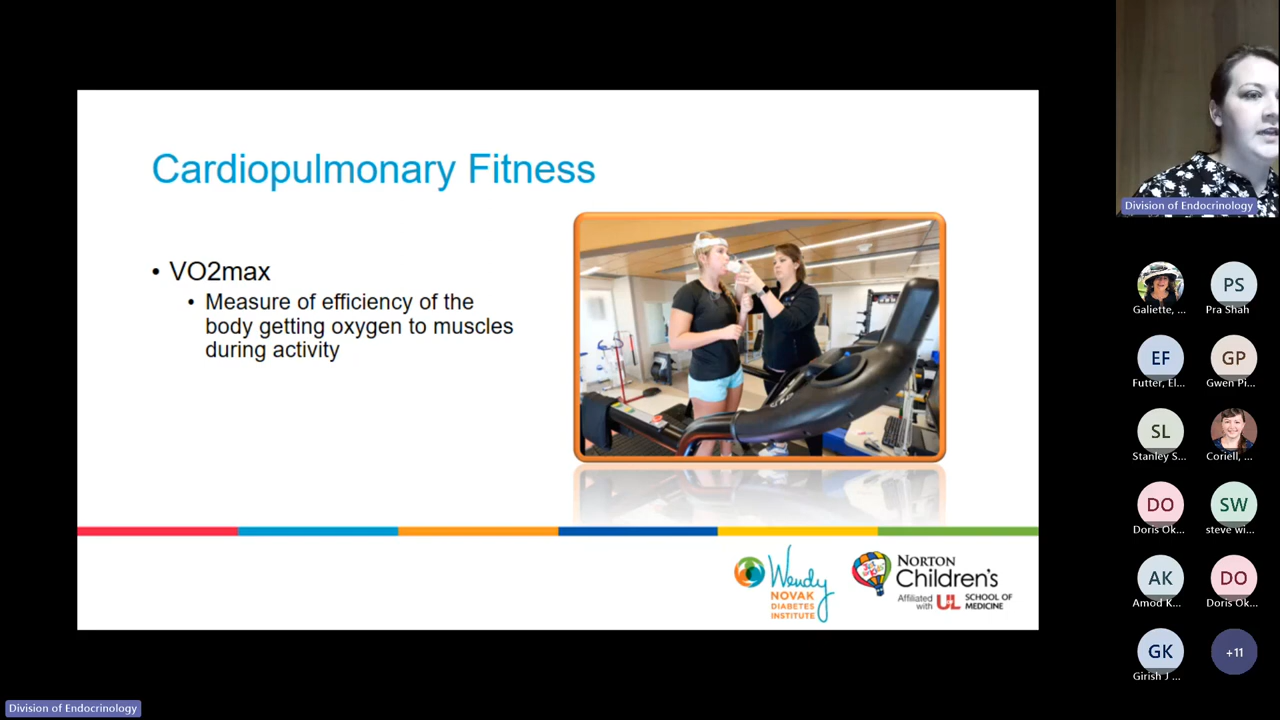 Cardiopulmonary Fitness
• VO2max
• Measure of efficiency of the
body getting oxygen to muscles
during activity
Wendy
NOVAK
DIABETES
INSTITUTE
Just for Kids
NORTON
Children's
Affiliated
with
UL
SCHOOL OF
MEDICINE
Division of Endocrinology
Galiette, ...
PS
Pra Shah
EF
Futter, El...
GP
Gwen Pi...
SL
Stanley S...
Coriell, ...
DO
Doris Ok...
SW
steve wi...
AK
Amod K...
DO
Doris Ok...
GK
Girish J ...
+11
Division of Endocrinology